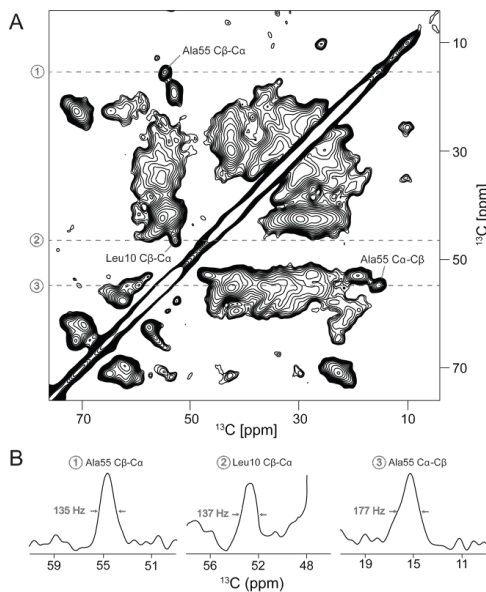 A
Ala55 Cβ-Cα
1
10
30
2
Leu10 Cβ-Cα
50
Ala55 Cα-Cβ
3
70
¹³C [ppm]
70 50 30 10
¹³C [ppm]
B
1 Ala55 Cβ-Cα 2 Leu10 Cβ-Cα 3 Ala55 Cα-Cβ
135 Hz 137 Hz 177 Hz
59 55 51 56 52 48 19 15 11
¹³C (ppm)